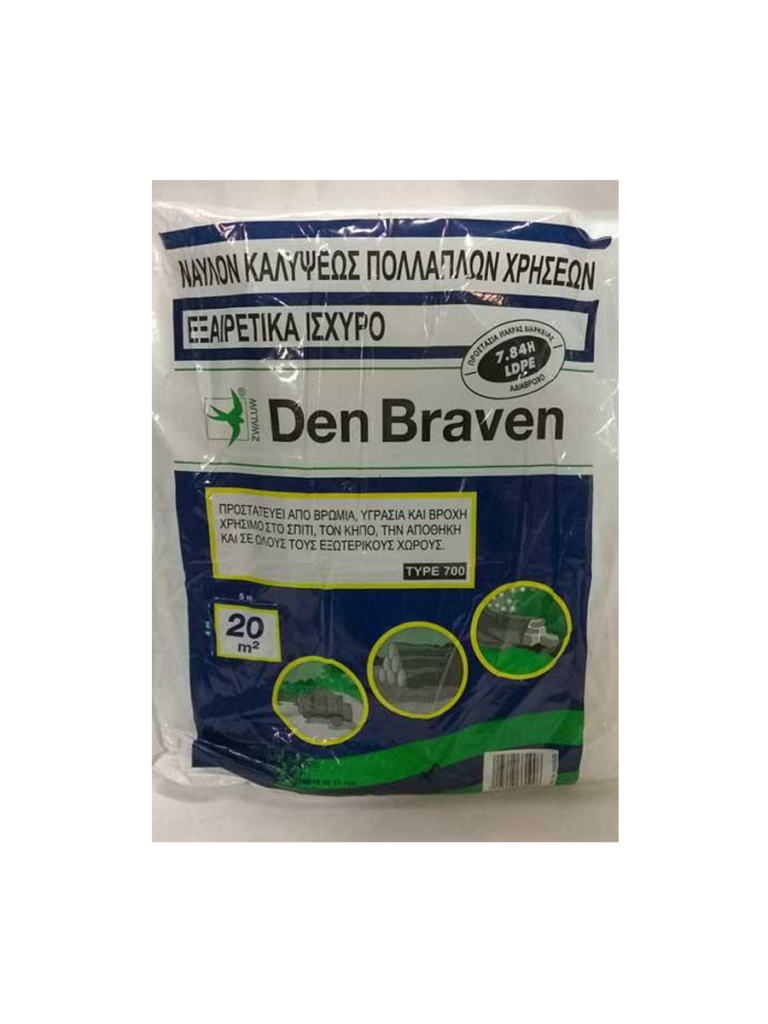 ΝΑΥΛΟΝ ΚΑΛΥΨΕΩΣ ΠΟΛΛΑΠΛΩΝ ΧΡΗΣΕΩΝ
ΕΞΑΙΡΕΤΙΚΑ ΙΣΧΥΡΟ
ΠΡΟΣΤΑΣΙΑ ΜΑΚΡΑΣ ΔΙΑΡΚΕΙΑΣ
7.84H
LDPE
ΑΔΙΑΒΡΟΧΟ
ZWALUW
®
Den Braven
ΠΡΟΣΤΑΤΕΥΕΙ ΑΠΟ ΒΡΩΜΙΑ, ΥΓΡΑΣΙΑ ΚΑΙ ΒΡΟΧΗ
ΧΡΗΣΙΜΟ ΣΤΟ ΣΠΙΤΙ, ΤΟΝ ΚΗΠΟ, ΤΗΝ ΑΠΟΘΗΚΗ
ΚΑΙ ΣΕ ΟΛΟΥΣ ΤΟΥΣ ΕΞΩΤΕΡΙΚΟΥΣ ΧΩΡΟΥΣ.
TYPE 700
5 m
4 m
20
m²